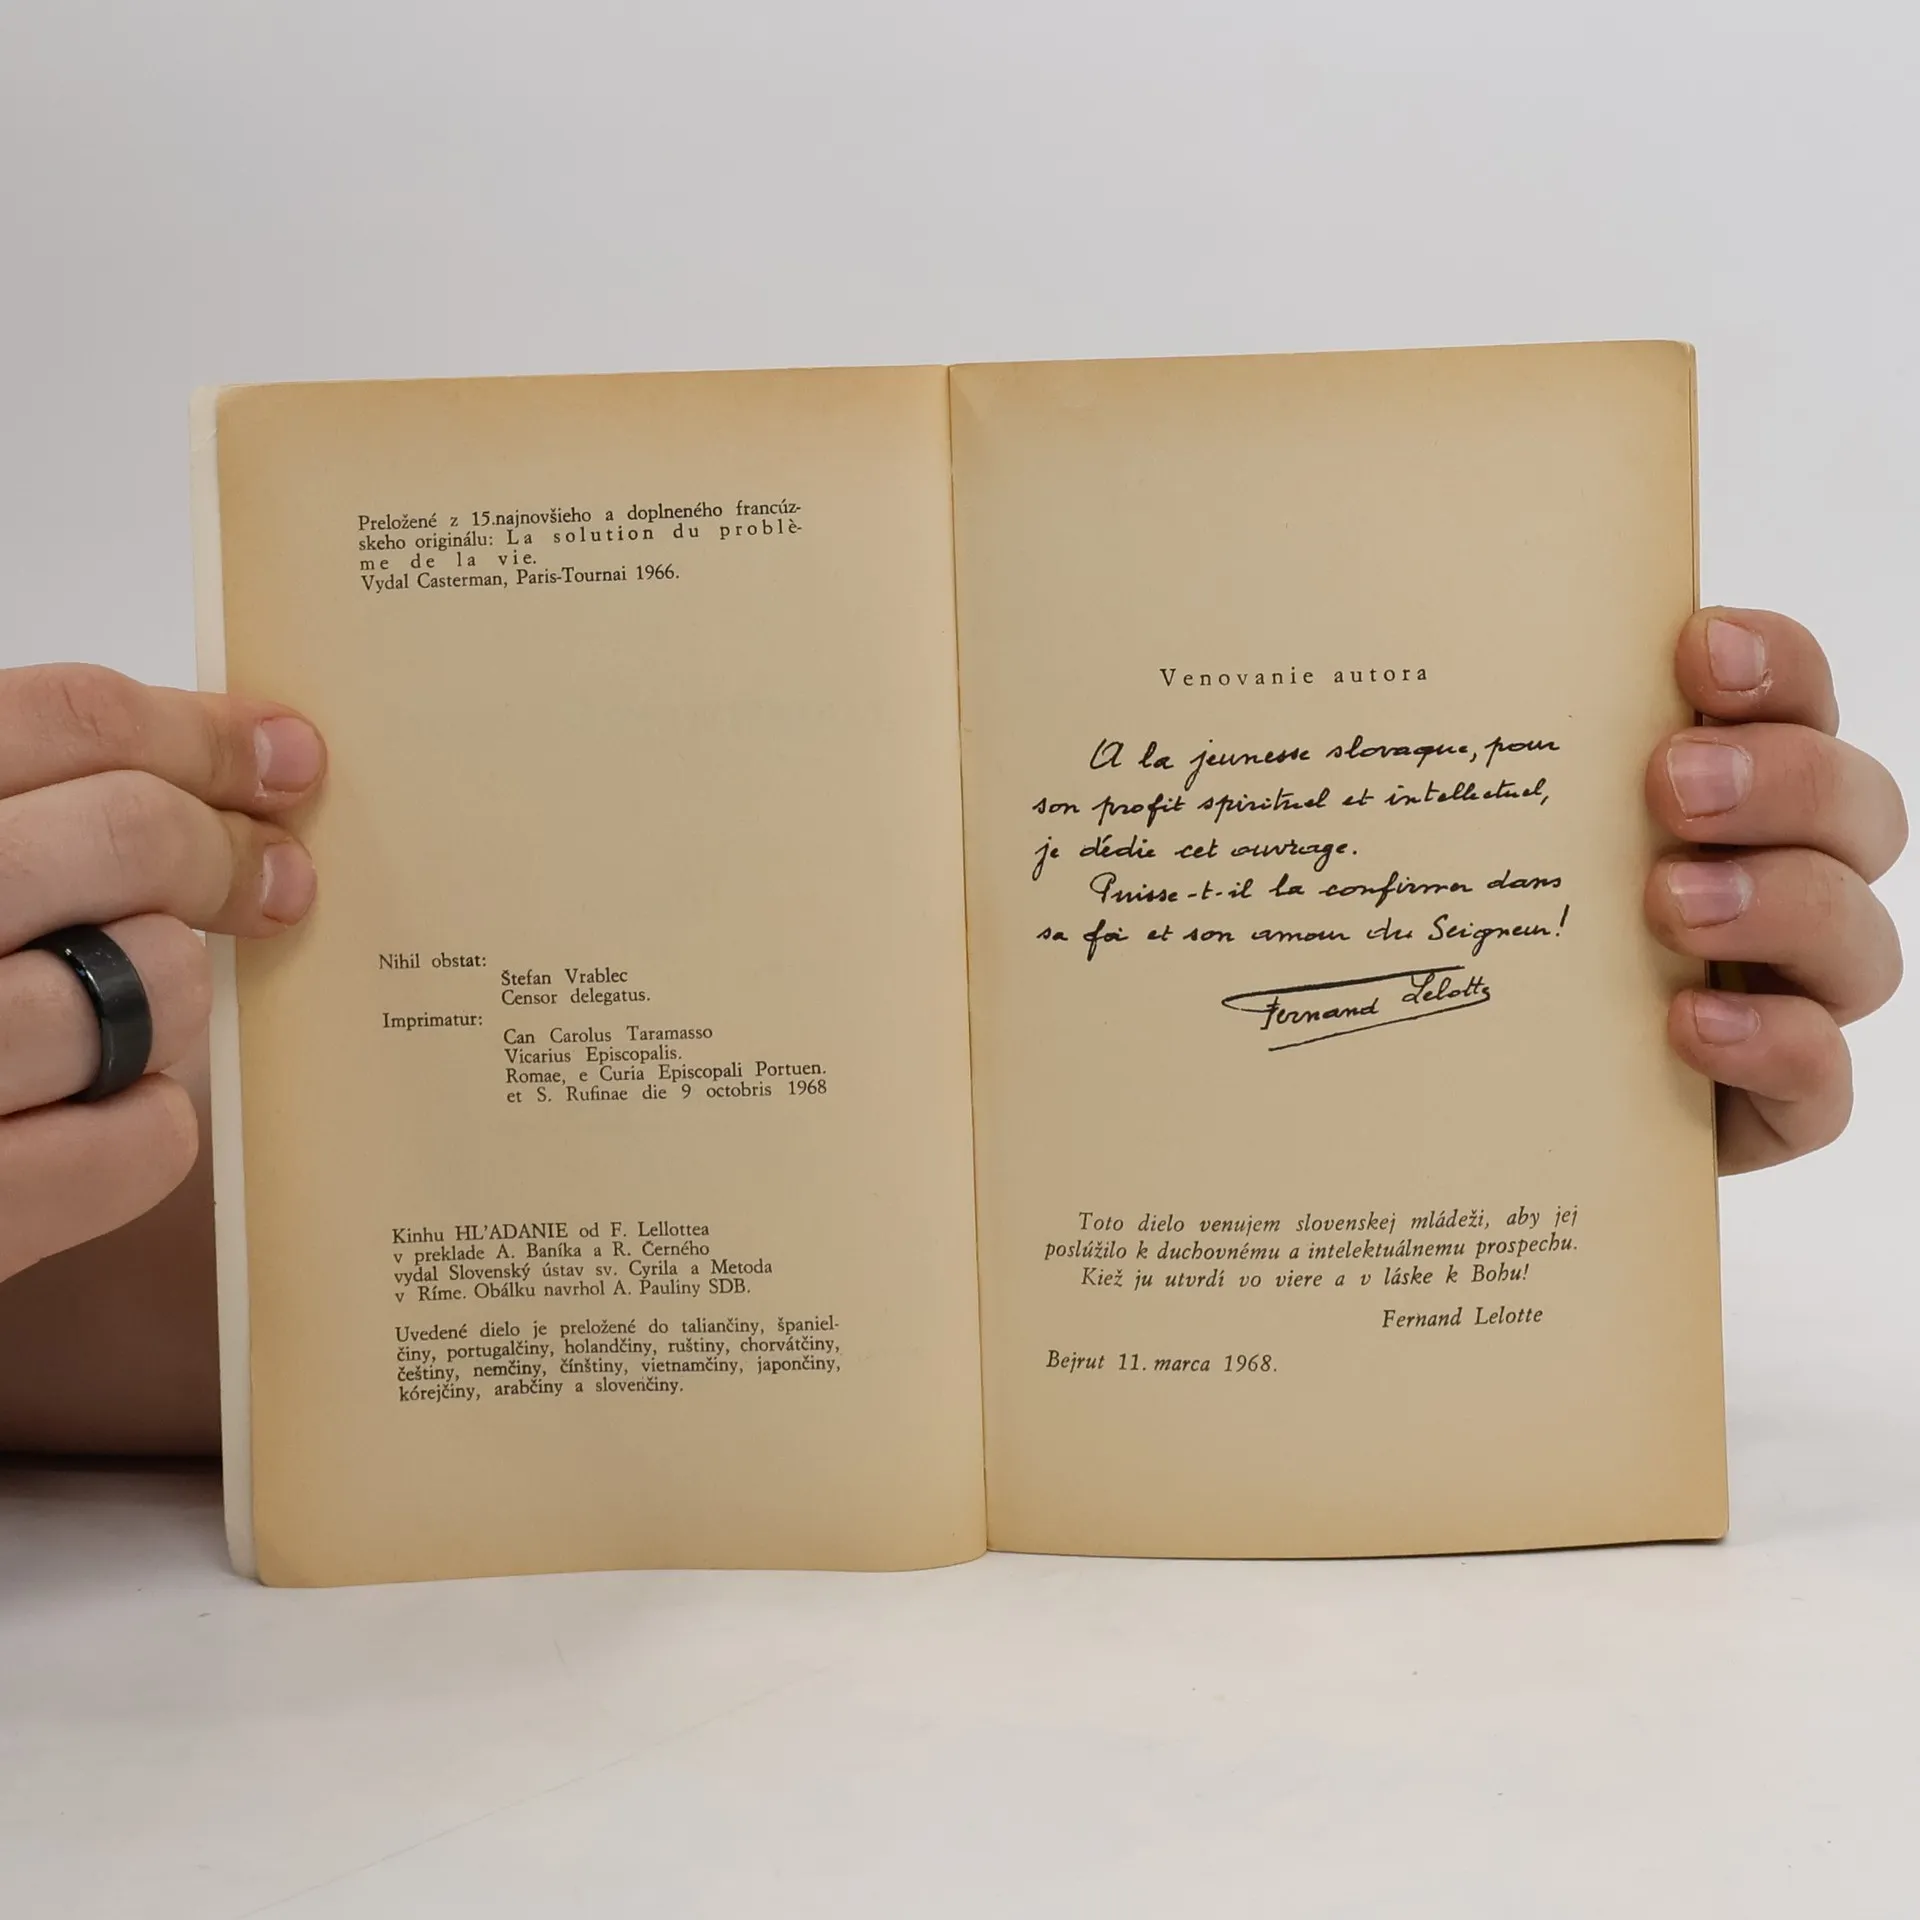 Preložené z 15.najnovšieho a doplneného francúz-
skeho originálu: La solution du problè-
me de la vie.
Vydal Casterman, Paris-Tournai 1966.
Nihil obstat:
Štefan Vrablec
Censor delegatus.
Imprimatur:
Can Carolus Taramasso
Vicarius Episcopalis.
Romae, e Curia Episcopali Portuen.
et S. Rufinae die 9 octobris 1968
Kinhu HĽADANIE od F. Lellottea
v preklade A. Baníka a R. Černého
vydal Slovenský ústav sv. Cyrila a Metoda
v Ríme. Obálku navrhol A. Pauliny SDB.
Uvedené dielo je preložené do taliančiny, španiel-
činy, portugalčiny, holandčiny, ruštiny, chorvátčiny,
češtiny, nemčiny, čínštiny, vietnamčiny, japončiny,
kórejčiny, arabčiny a slovenčiny.
Venovanie autora
A la jeunesse slovaque, pour
son profit spirituel et intellectuel,
je dédie cet ouvrage.
Puisse-t-il la confirmer dans
sa foi et son amour du Seigneur!
Fernand Lelotte
Toto dielo venujem slovenskej mládeži, aby jej
poslúžilo k duchovnému a intelektuálnemu prospechu.
Kiež ju utvrdí vo viere a v láske k Bohu!
Fernand Lelotte
Bejrut 11. marca 1968.